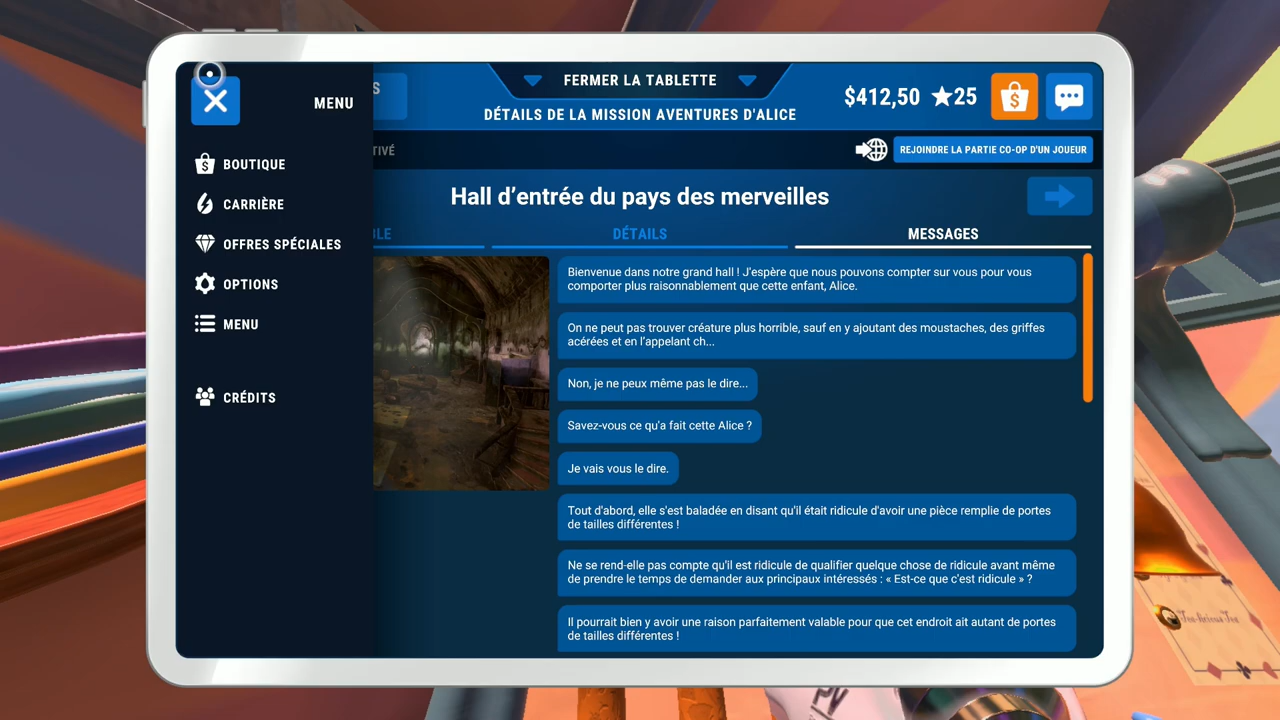 MENU
BOUTIQUE
CARRIÈRE
OFFRES SPÉCIALES
OPTIONS
MENU
CRÉDITS
S
FERMER LA TABLETTE
DÉTAILS DE LA MISSION AVENTURES D'ALICE
$412,50 ★25
TIVÉ
REJOINDRE LA PARTIE CO-OP D'UN JOUEUR
Hall d’entrée du pays des merveilles
BLE
DÉTAILS
MESSAGES
Bienvenue dans notre grand hall ! J'espère que nous pouvons compter sur vous pour vous
comporter plus raisonnablement que cette enfant, Alice.
On ne peut pas trouver créature plus horrible, sauf en y ajoutant des moustaches, des griffes
acérées et en l’appelant ch...
Non, je ne peux même pas le dire...
Savez-vous ce qu'a fait cette Alice ?
Je vais vous le dire.
Tout d'abord, elle s'est baladée en disant qu'il était ridicule d'avoir une pièce remplie de portes
de tailles différentes !
Ne se rend-elle pas compte qu'il est ridicule de qualifier quelque chose de ridicule avant même
de prendre le temps de demander aux principaux intéressés : « Est-ce que c'est ridicule » ?
Il pourrait bien y avoir une raison parfaitement valable pour que cet endroit ait autant de portes
de tailles différentes !